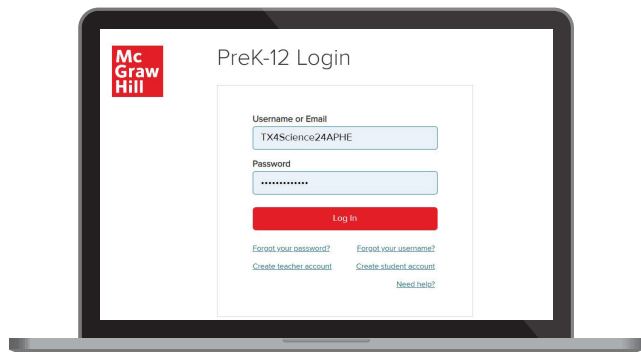 Mc
Graw
Hill
PreK-12 Login
Username or Email
TX4Science24APHE
Password
•••••••••••••
Log In
Forgot your password? Forgot your username?
Create teacher account Create student account
Need help?